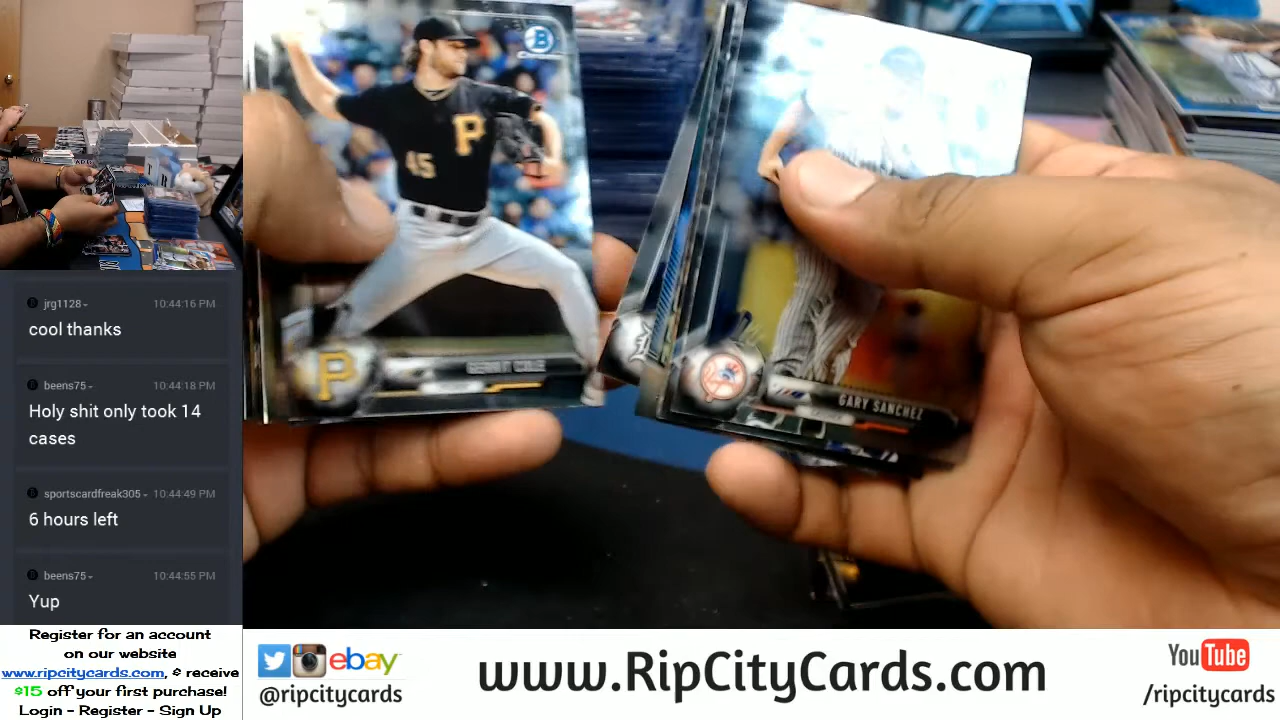 jrg1128
10:44:16 PM
cool thanks
beens75
10:44:18 PM
Holy shit only took 14
cases
sportscardfreak305
10:44:49 PM
6 hours left
beens75
10:44:55 PM
Yup
Register for an account
on our website
www.ripcitycards.com, & receive
$15 off your first purchase!
Login - Register - Sign Up
B
P
45
P
GERRIT COLE
GARY SANCHEZ
ebay
@ripcitycards
www.RipCityCards.com
YouTube
/ripcitycards